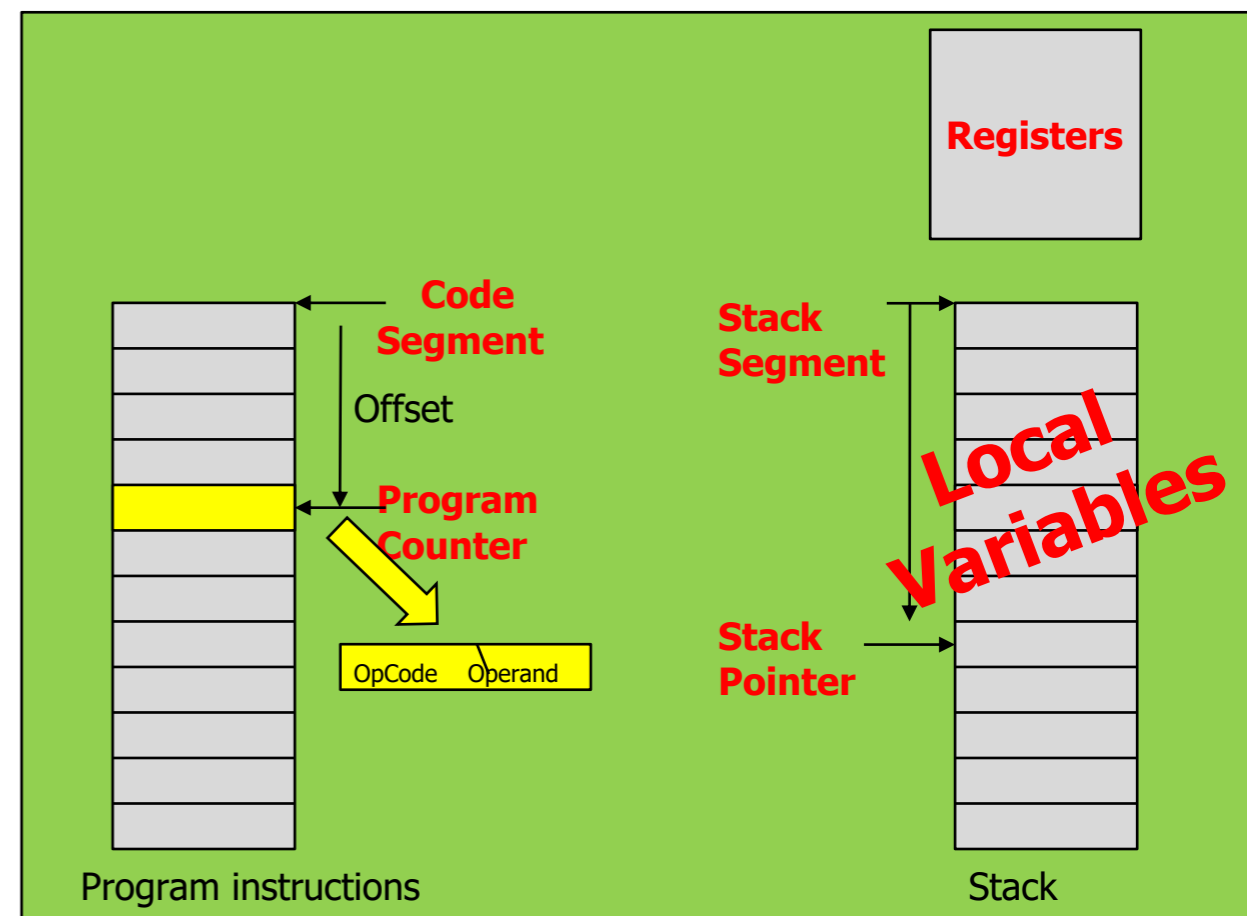 Registers
Code
Segment
Offset
Program
Counter
OpCode
Operand
Stack
Segment
Local
Variables
Stack
Pointer
Program instructions
Stack